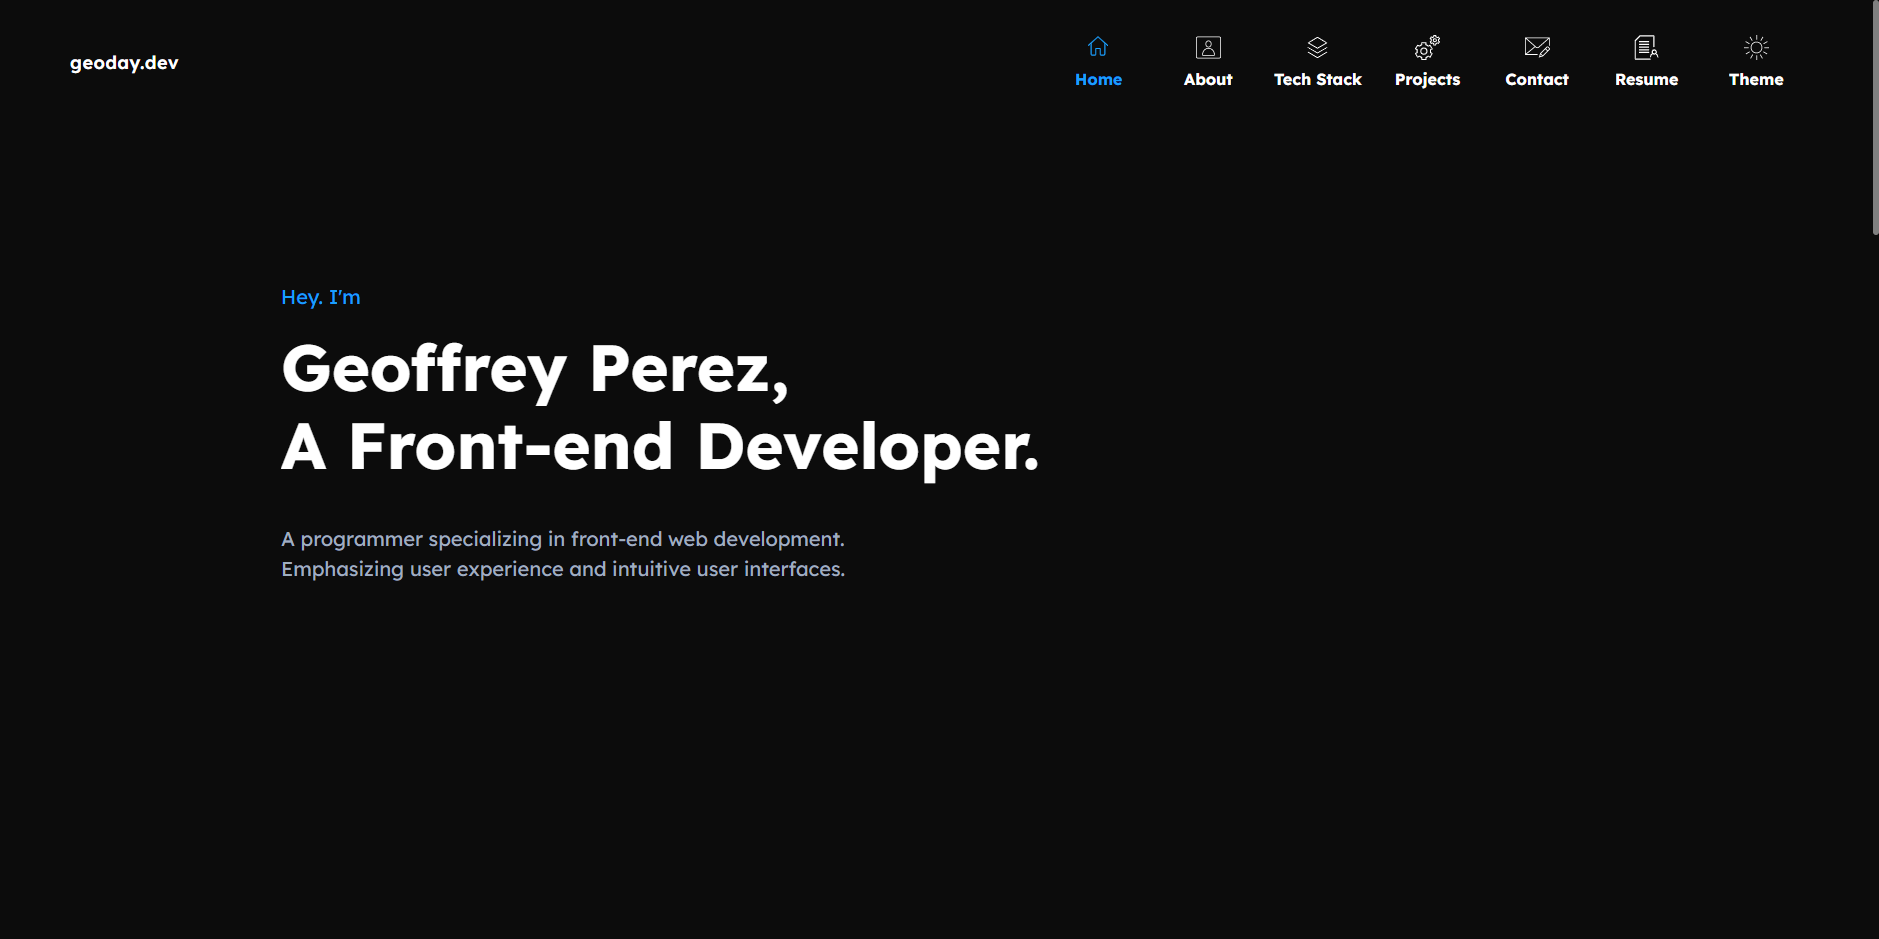 geoday.dev
Home About Tech Stack Projects Contact Resume Theme
Hey. I'm
Geoffrey Perez,
A Front-end Developer.
A programmer specializing in front-end web development.
Emphasizing user experience and intuitive user interfaces.